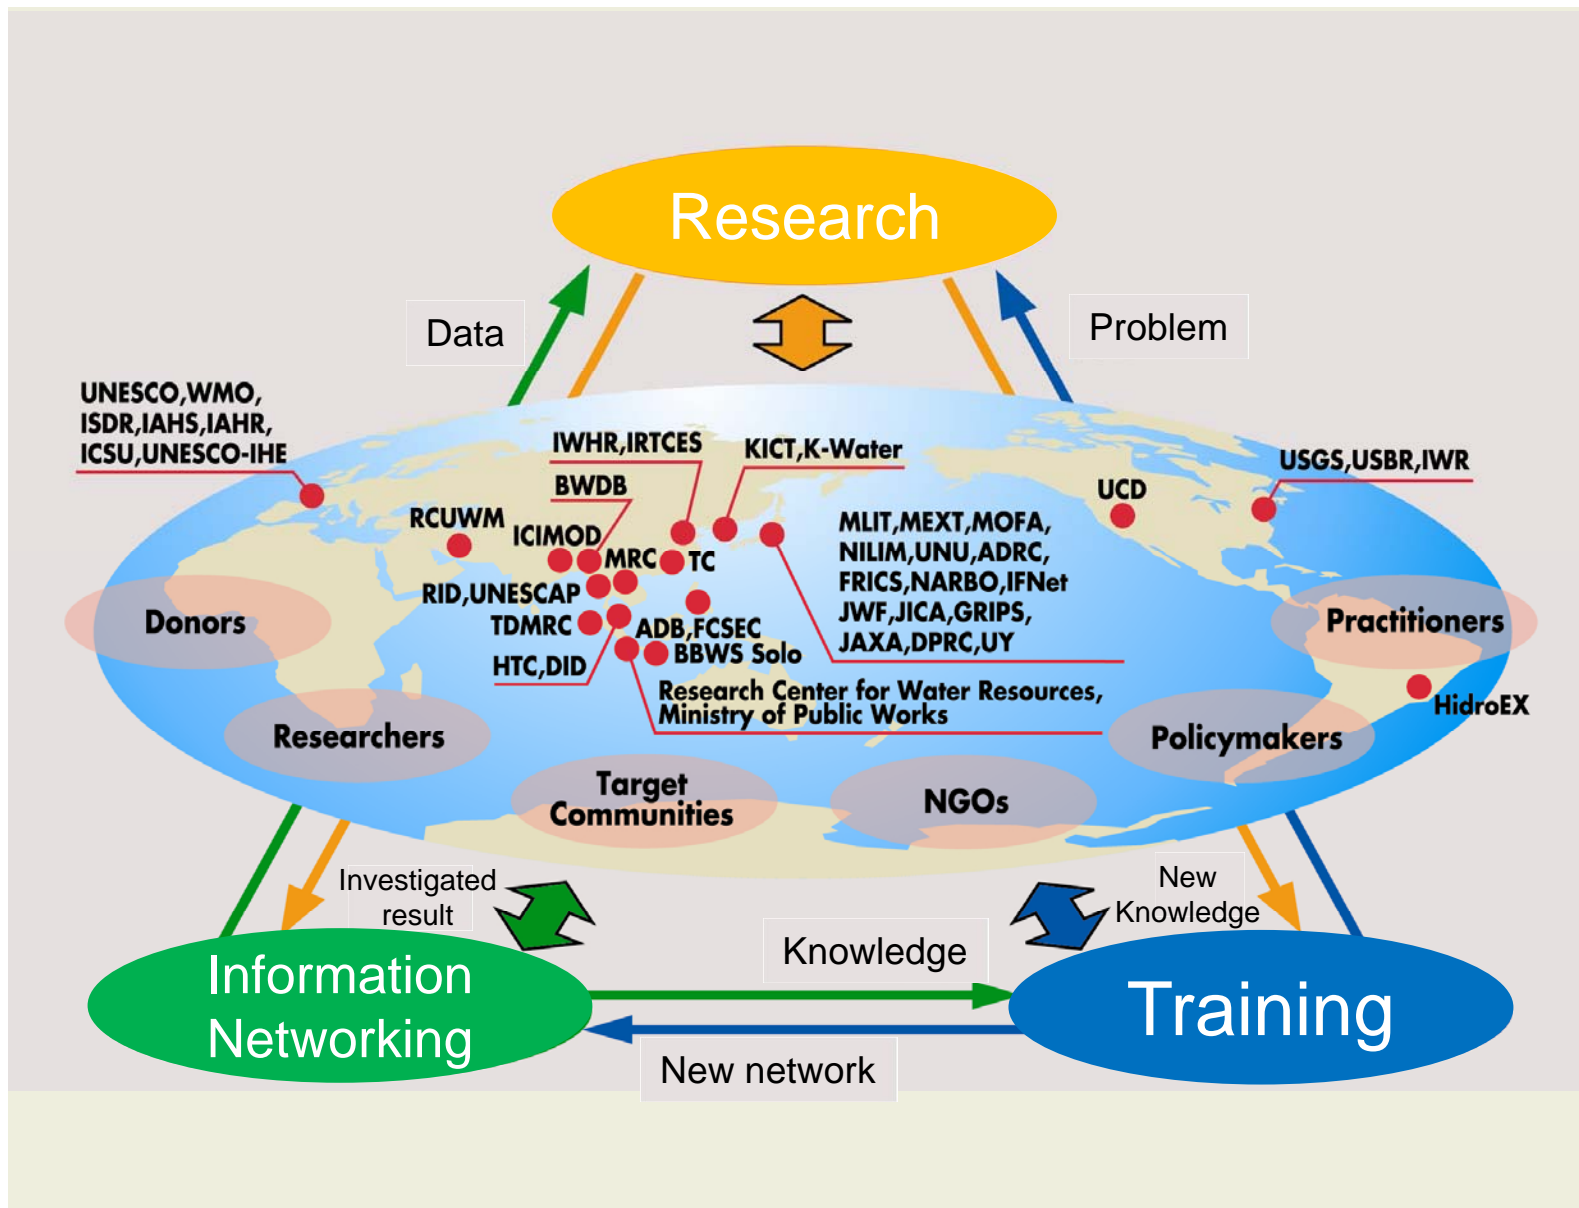 Research
Data
Problem
UNESCO,WMO,
ISDR,IAHS,IAHR,
ICSU,UNESCO-IHE
IWHR,IRTCES
KICT,K-Water
USGS,USBR,IWR
BWDB
UCD
RCUWM
ICIMOD
MRC
TC
MLIT,MEXT,MOFA,
NILIM,UNU,ADRC,
FRICS,NARBO,IFNet
JWF,JICA,GRIPS,
JAXA,DPRC,UY
RID,UNESCAP
TDMRC
ADB,FCSEC
BBWS Solo
HTC,DID
Research Center for Water Resources,
Ministry of Public Works
Donors
Practitioners
HidroEX
Researchers
Policymakers
Target
Communities
NGOs
Investigated
result
New
Knowledge
Knowledge
Information
Networking
Training
New network